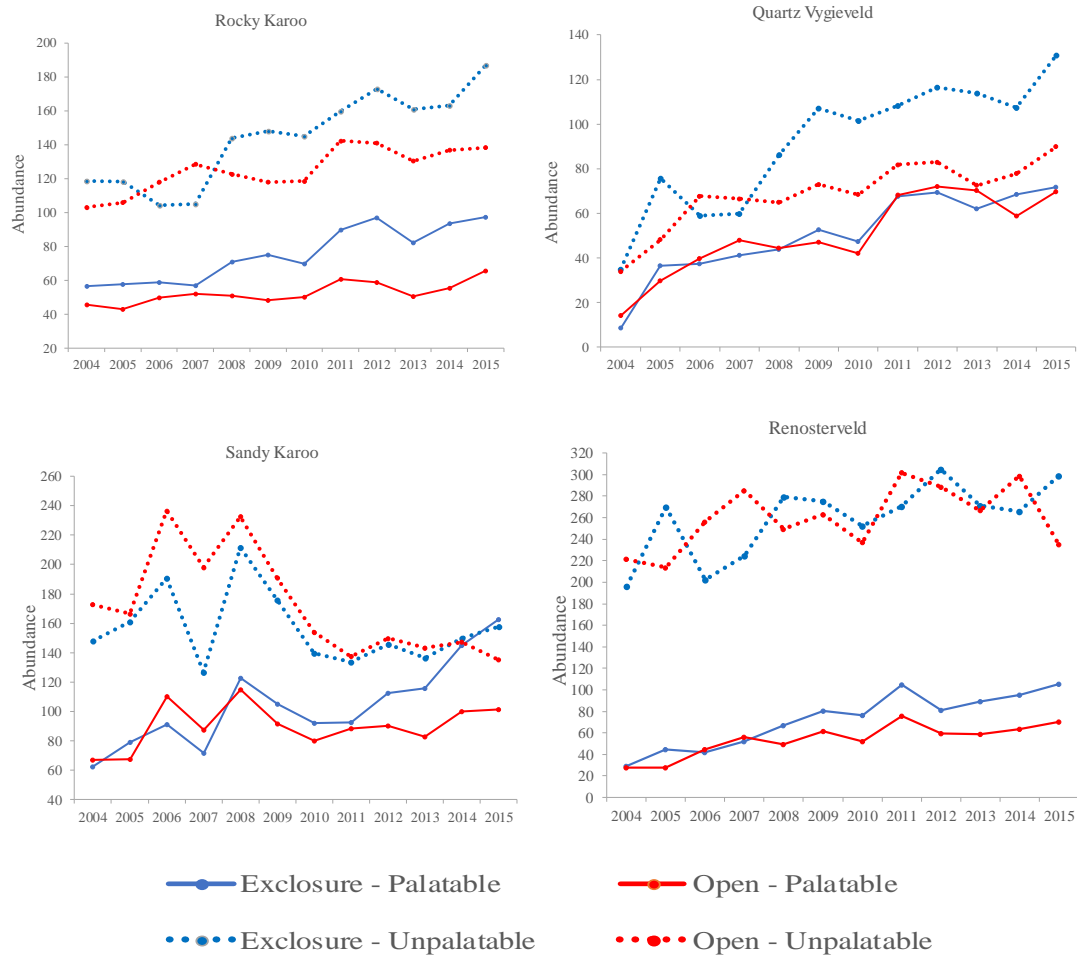 Rocky Karoo
Abundance
200
180
160
140
120
100
80
60
40
20
2004 2005 2006 2007 2008 2009 2010 2011 2012 2013 2014 2015
Quartz Vygieveld
Abundance
140
120
100
80
60
40
20
0
2004 2005 2006 2007 2008 2009 2010 2011 2012 2013 2014 2015
Sandy Karoo
Abundance
260
240
220
200
180
160
140
120
100
80
60
40
2004 2005 2006 2007 2008 2009 2010 2011 2012 2013 2014 2015
Renosterveld
Abundance
320
300
280
260
240
220
200
180
160
140
120
100
80
60
40
20
0
2004 2005 2006 2007 2008 2009 2010 2011 2012 2013 2014 2015
Exclosure - Palatable
Open - Palatable
Exclosure - Unpalatable
Open - Unpalatable